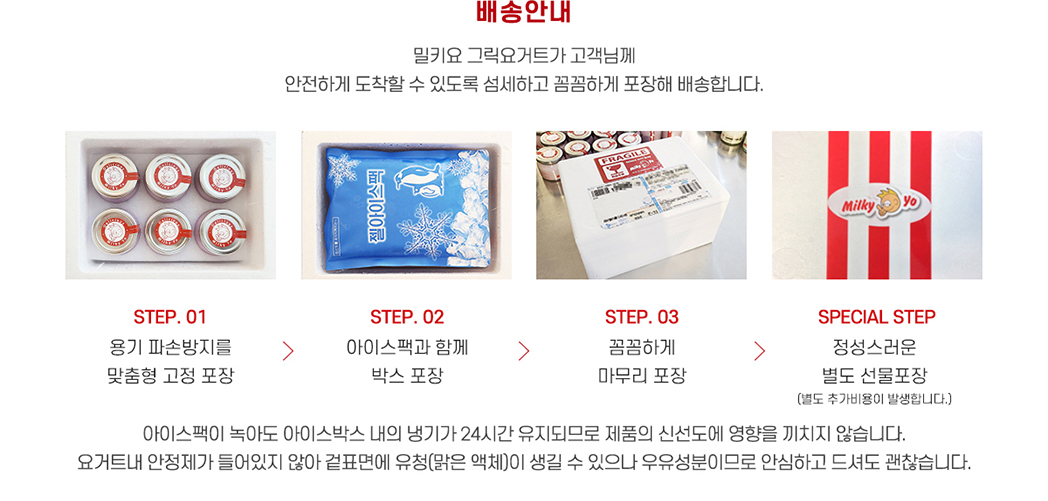 배송안내
밀키요 그릭요거트가 고객님께
안전하게 도착할 수 있도록 섬세하고 꼼꼼하게 포장해 배송합니다.
젤아이스팩
FRAGILE
Milky Yo
STEP. 01
용기 파손방지를
맞춤형 고정 포장
STEP. 02
아이스팩과 함께
박스 포장
STEP. 03
꼼꼼하게
마무리 포장
SPECIAL STEP
정성스러운
별도 선물포장
(별도 추가비용이 발생합니다.)
아이스팩이 녹아도 아이스박스 내의 냉기가 24시간 유지되므로 제품의 신선도에 영향을 끼치지 않습니다.
요거트내 안정제가 들어있지 않아 겉표면에 유청(맑은 액체)이 생길 수 있으나 우유성분이므로 안심하고 드셔도 괜찮습니다.